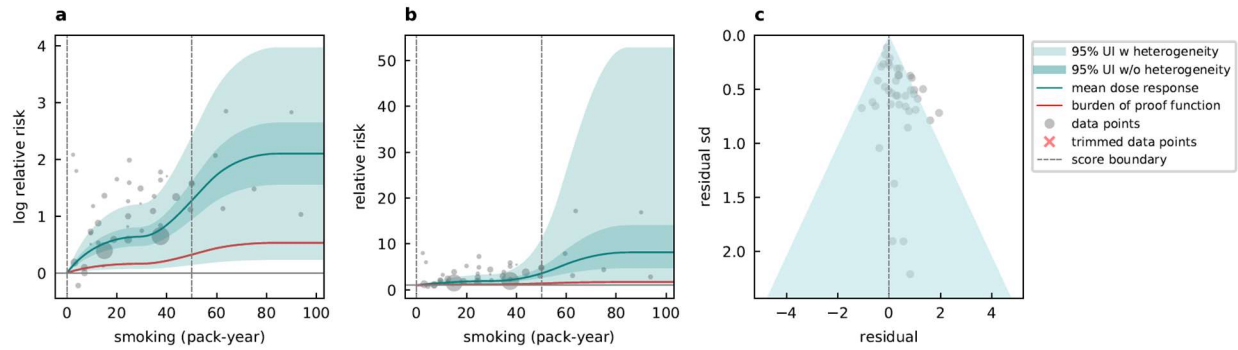 a
b
c
4
3
2
1
0
log relative risk
0 20 40 60 80 100
smoking (pack-year)
50
40
30
20
10
0
relative risk
0 20 40 60 80 100
smoking (pack-year)
0.0
0.5
1.0
1.5
2.0
residual sd
−4 −2 0 2 4
residual
95% UI w heterogeneity
95% UI w/o heterogeneity
mean dose response
burden of proof function
data points
trimmed data points
score boundary